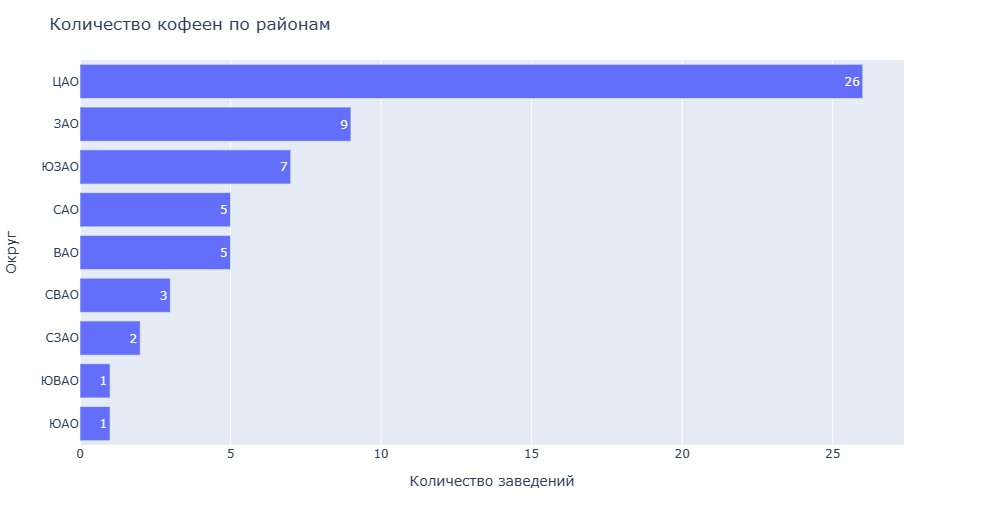 Количество кофеен по районам
Округ
ЦАО 26
ЗАО 9
ЮЗАО 7
САО 5
ВАО 5
СВАО 3
СЗАО 2
ЮВАО 1
ЮАО 1
0 5 10 15 20 25
Количество заведений